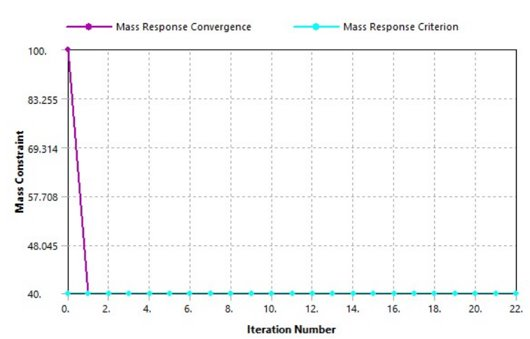 Mass Response Convergence Mass Response Criterion
100.
83.255
69.314
57.708
48.045
40.
Mass Constraint
0. 2. 4. 6. 8. 10. 12. 14. 16. 18. 20. 22.
Iteration Number